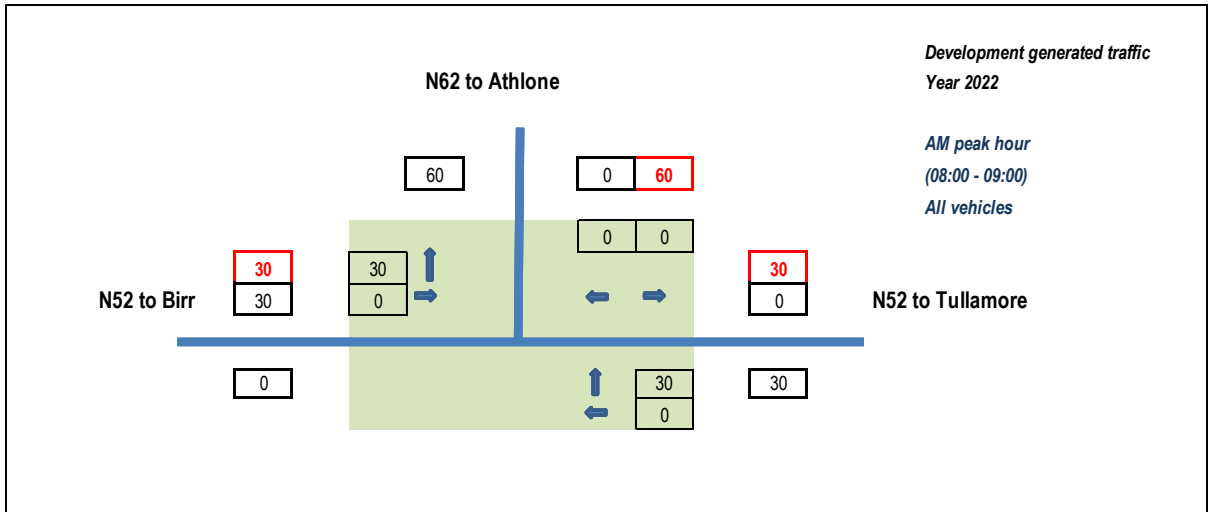 Development generated traffic
Year 2022
N62 to Athlone
AM peak hour
(08:00 - 09:00)
All vehicles
60
0 60
0 0
30
30
30
N52 to Birr
30
0
0
N52 to Tullamore
0
30
30
0